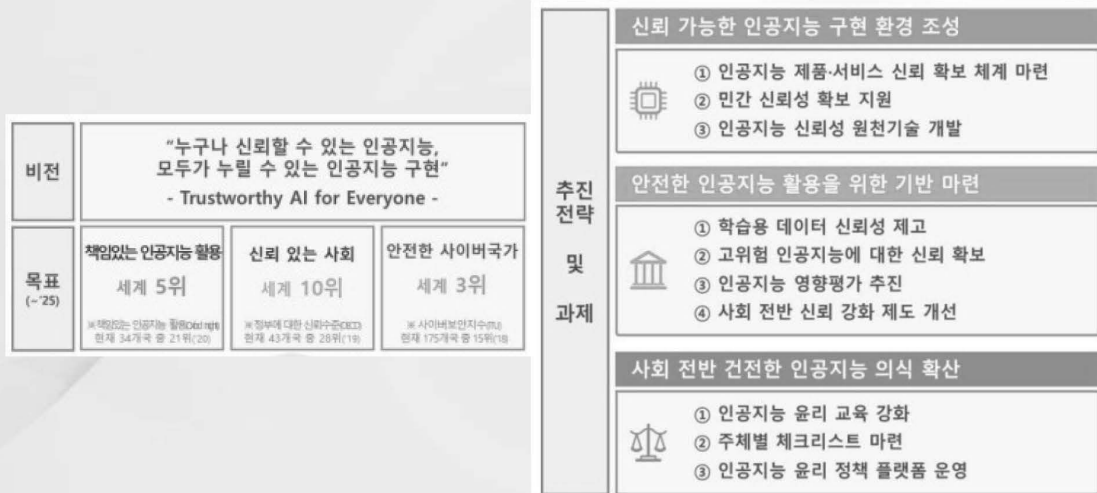 비전
"누구나 신뢰할 수 있는 인공지능,
모두가 누릴 수 있는 인공지능 구현"
- Trustworthy AI for Everyone -
목표
(~'25)
책임있는 인공지능 활용
세계 5위
※ 책임있는 인공지능 활용
현재 34개국 중 21위('20)
신뢰 있는 사회
세계 10위
※ 정부에 대한 신뢰수준(OECD)
현재 43개국 중 28위('19)
안전한 사이버국가
세계 3위
※ 사이버보안지수(ITU)
현재 175개국 중 15위('18)
추진
전략
및
과제
신뢰 가능한 인공지능 구현 환경 조성
① 인공지능 제품·서비스 신뢰 확보 체계 마련
② 민간 신뢰성 확보 지원
③ 인공지능 신뢰성 원천기술 개발
안전한 인공지능 활용을 위한 기반 마련
① 학습용 데이터 신뢰성 제고
② 고위험 인공지능에 대한 신뢰 확보
③ 인공지능 영향평가 추진
④ 사회 전반 신뢰 강화 제도 개선
사회 전반 건전한 인공지능 의식 확산
① 인공지능 윤리 교육 강화
② 주체별 체크리스트 마련
③ 인공지능 윤리 정책 플랫폼 운영